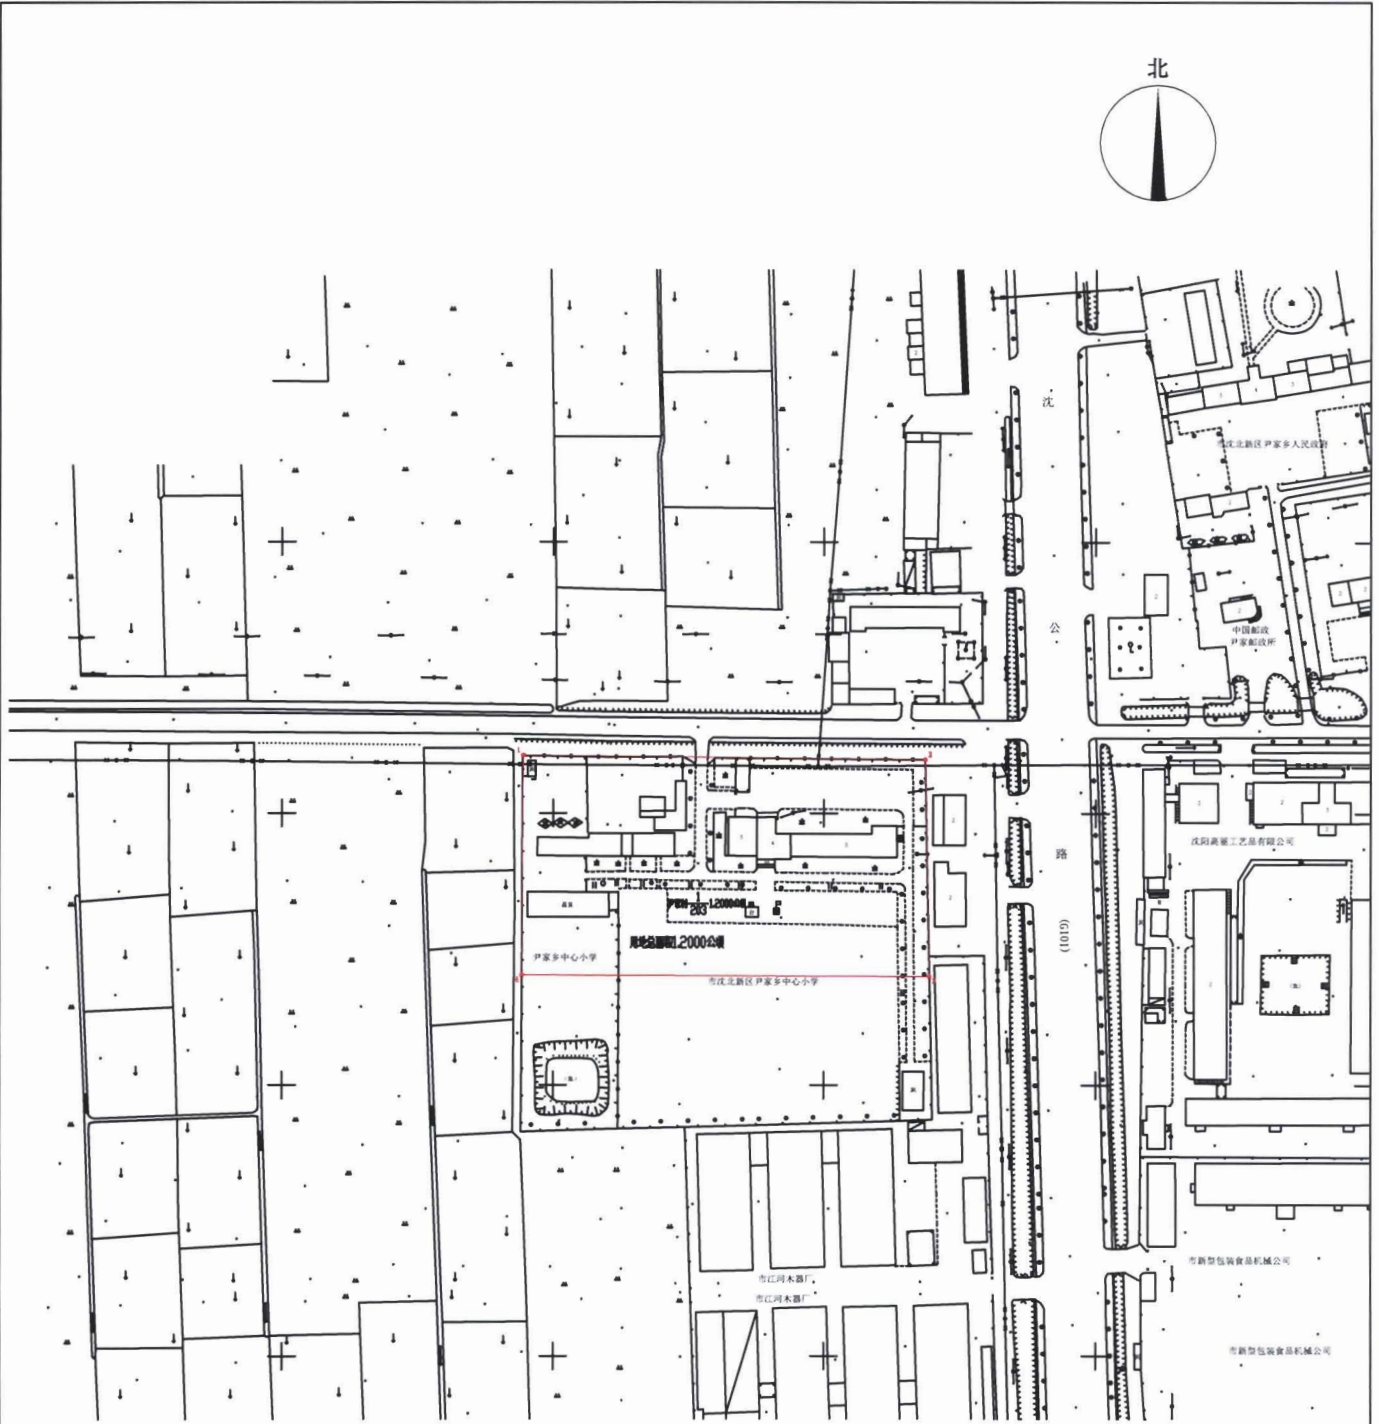 北
沈
市沈北新区尹家乡人民政府
公
中国邮政
尹家邮政所
路
沈阳高丽工艺品有限公司
(G101)
203
用地总面积1.2000公顷
尹家乡中心小学
市沈北新区尹家乡中心小学
市江河木器厂
市江河木器厂
市新型包装食品机械公司
市新型包装食品机械公司